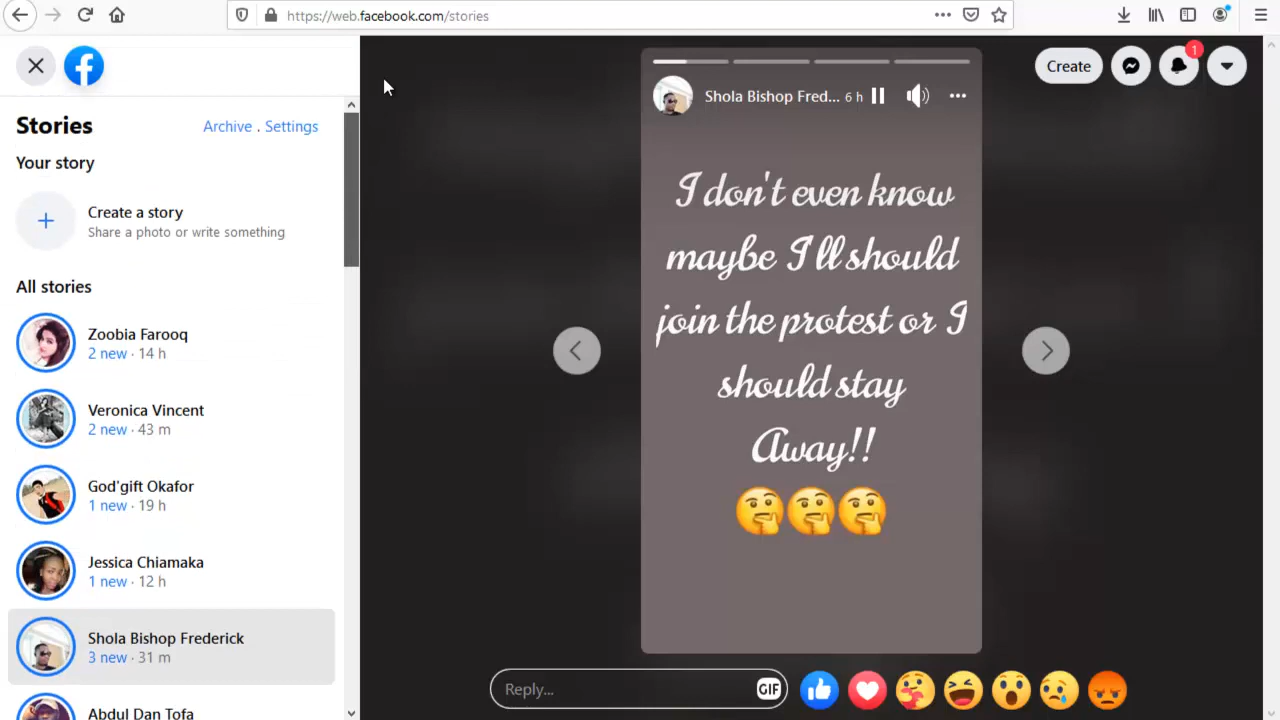 https://web.facebook.com/stories
Stories
Archive . Settings
Your story
Create a story
Share a photo or write something
All stories
Zoobia Farooq
2 new · 14 h
Veronica Vincent
2 new · 43 m
God'gift Okafor
1 new · 19 h
Jessica Chiamaka
1 new · 12 h
Shola Bishop Frederick
3 new · 31 m
Abdul Dan Tofa
Shola Bishop Fred... 6 h
I don't even know
maybe I'll should
join the protest or I
should stay
Away!!
Reply...
GIF
Create
1